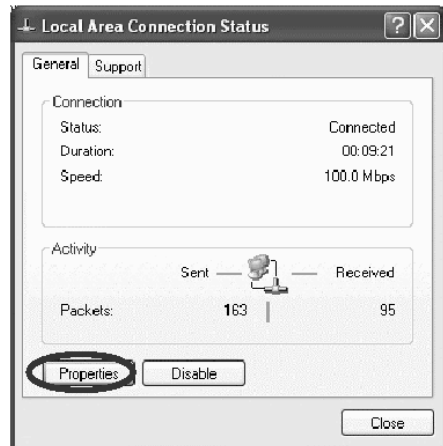 Local Area Connection Status
General Support
Connection
Status: Connected
Duration: 00:09:21
Speed: 100.0 Mbps
Activity
Sent Received
Packets: 163 95
Properties Disable
Close